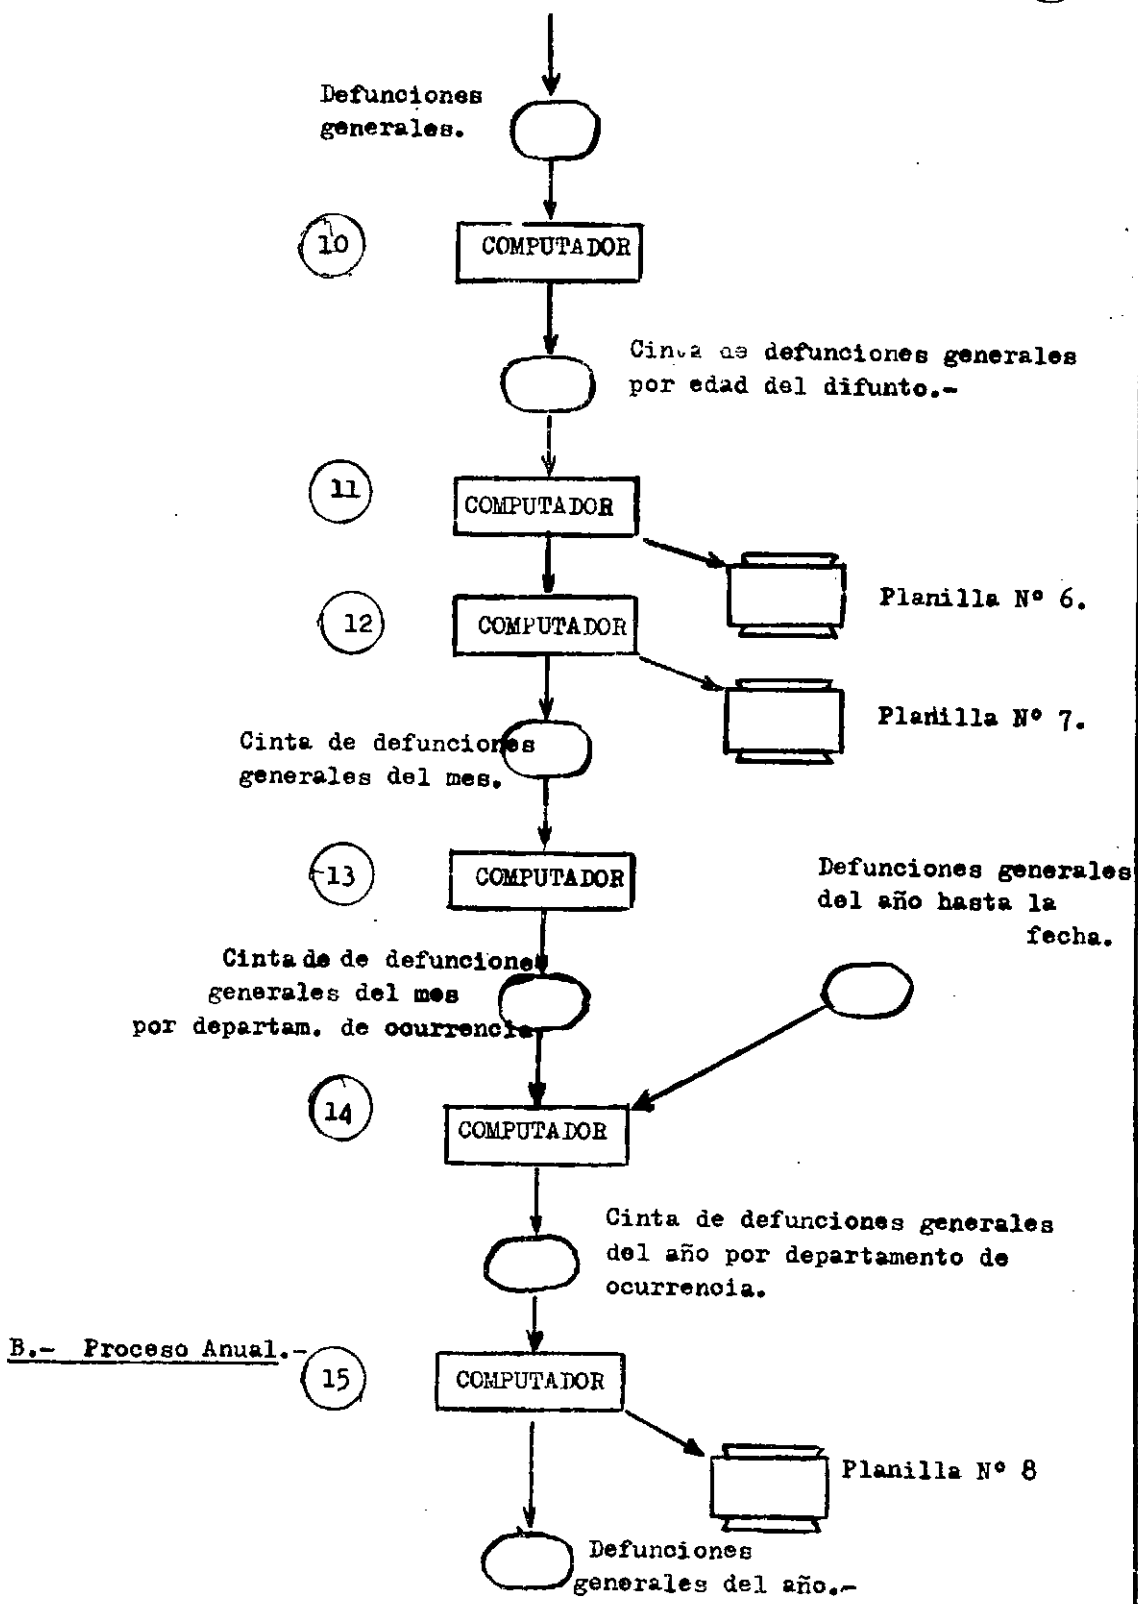 Defunciones
generales.
10
COMPUTADOR
Cinta de defunciones generales
por edad del difunto.-
11
COMPUTADOR
Planilla Nº 6.
12
COMPUTADOR
Planilla Nº 7.
Cinta de defunciones
generales del mes.
13
COMPUTADOR
Defunciones generales
del año hasta la
fecha.
Cinta de de defunciones
generales del mes
por departam. de ocurrencia
14
COMPUTADOR
Cinta de defunciones generales
del año por departamento de
ocurrencia.
B.- Proceso Anual.-
15
COMPUTADOR
Planilla Nº 8
Defunciones
generales del año.-